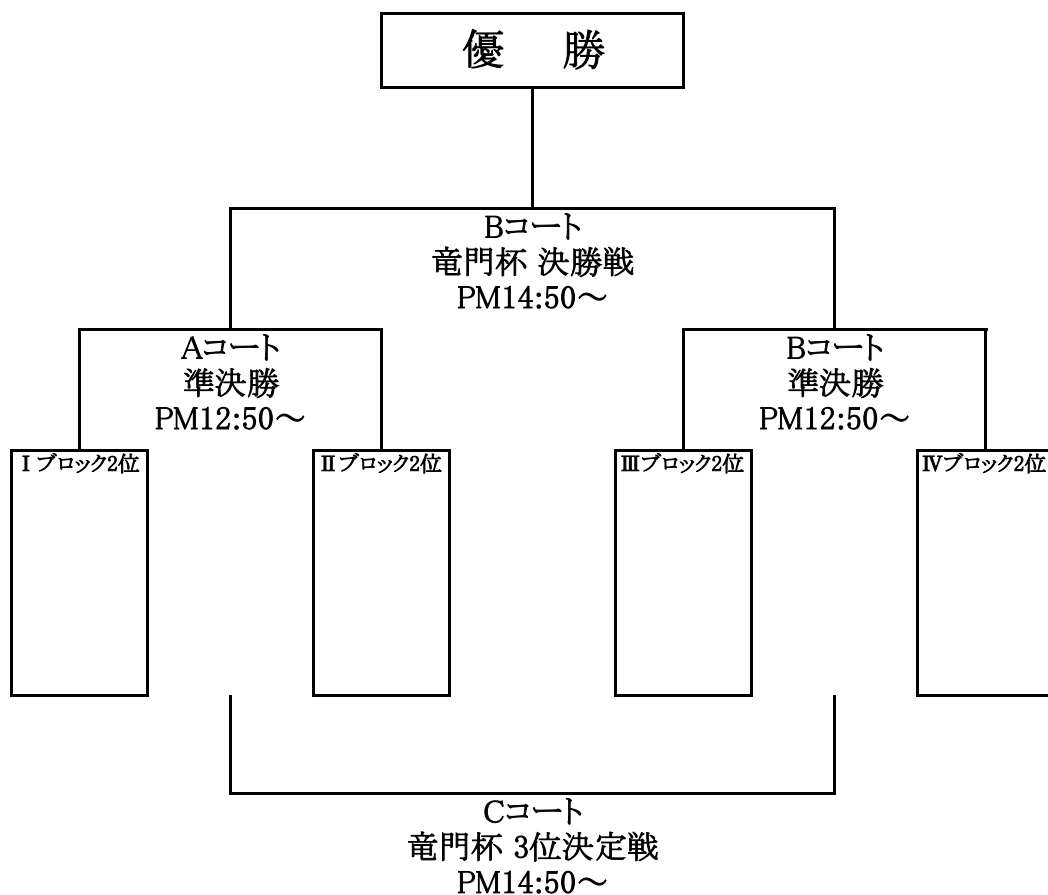 優　勝
Bコート
竜門杯 決勝戦
PM14:50～
Aコート
準決勝
PM12:50～
Bコート
準決勝
PM12:50～
Ⅰブロック2位
Ⅱブロック2位
Ⅲブロック2位
Ⅳブロック2位
Cコート
竜門杯 3位決定戦
PM14:50～